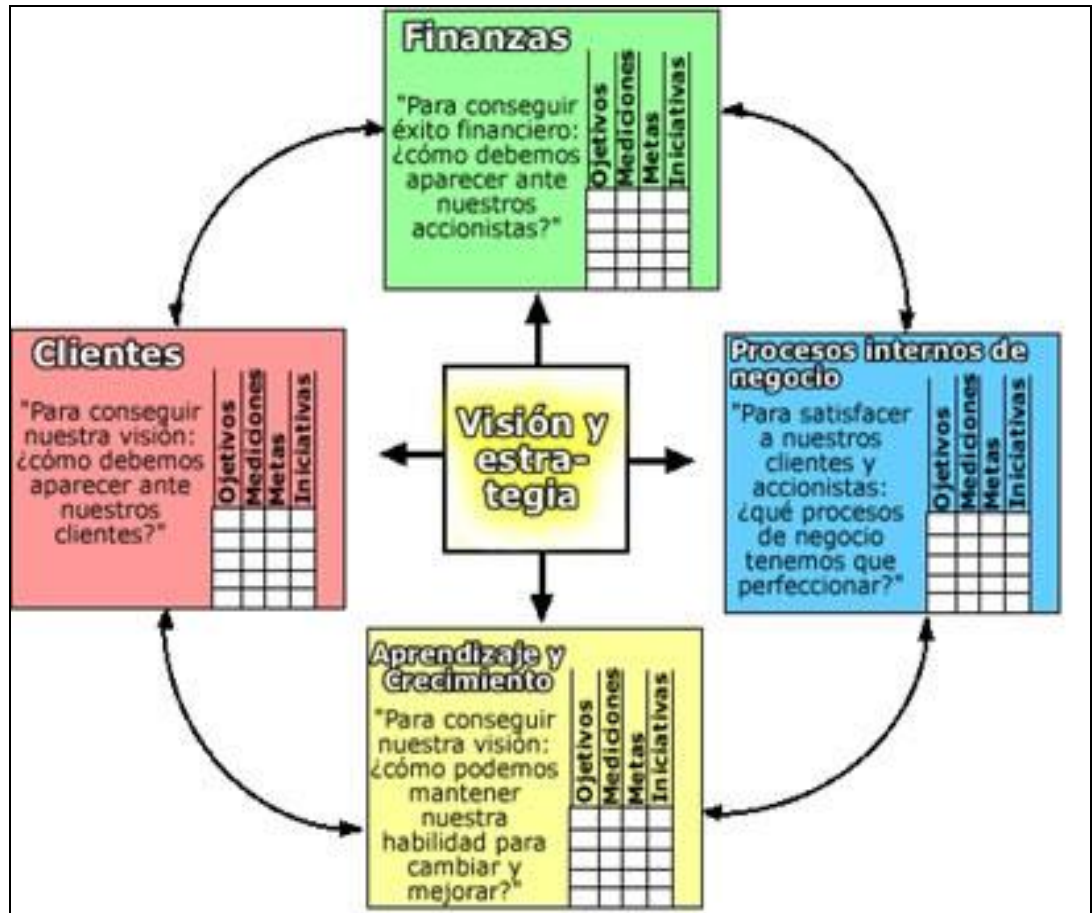 Finanzas
"Para conseguir
éxito financiero:
¿cómo debemos
aparecer ante
nuestros
accionistas?"
Ojetivos
Mediciones
Metas
Iniciativas
Clientes
"Para conseguir
nuestra visión:
¿cómo debemos
aparecer ante
nuestros
clientes?"
Ojetivos
Mediciones
Metas
Iniciativas
Visión y
estra-
tegia
Procesos internos de
negocio
"Para satisfacer
a nuestros
clientes y
accionistas:
¿qué procesos
de negocio
tenemos que
perfeccionar?"
Ojetivos
Mediciones
Metas
Iniciativas
Aprendizaje y
Crecimiento
"Para conseguir
nuestra visión:
¿cómo podemos
mantener
nuestra
habilidad para
cambiar y
mejorar?"
Ojetivos
Mediciones
Metas
Iniciativas